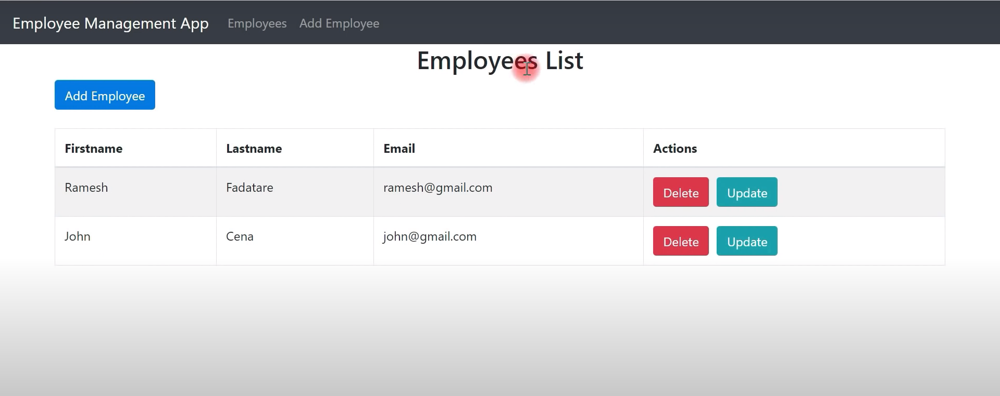 Employee Management App Employees Add Employee
Employees List
Add Employee
Firstname Lastname Email Actions
Ramesh Fadatare ramesh@gmail.com Delete Update
John Cena john@gmail.com Delete Update